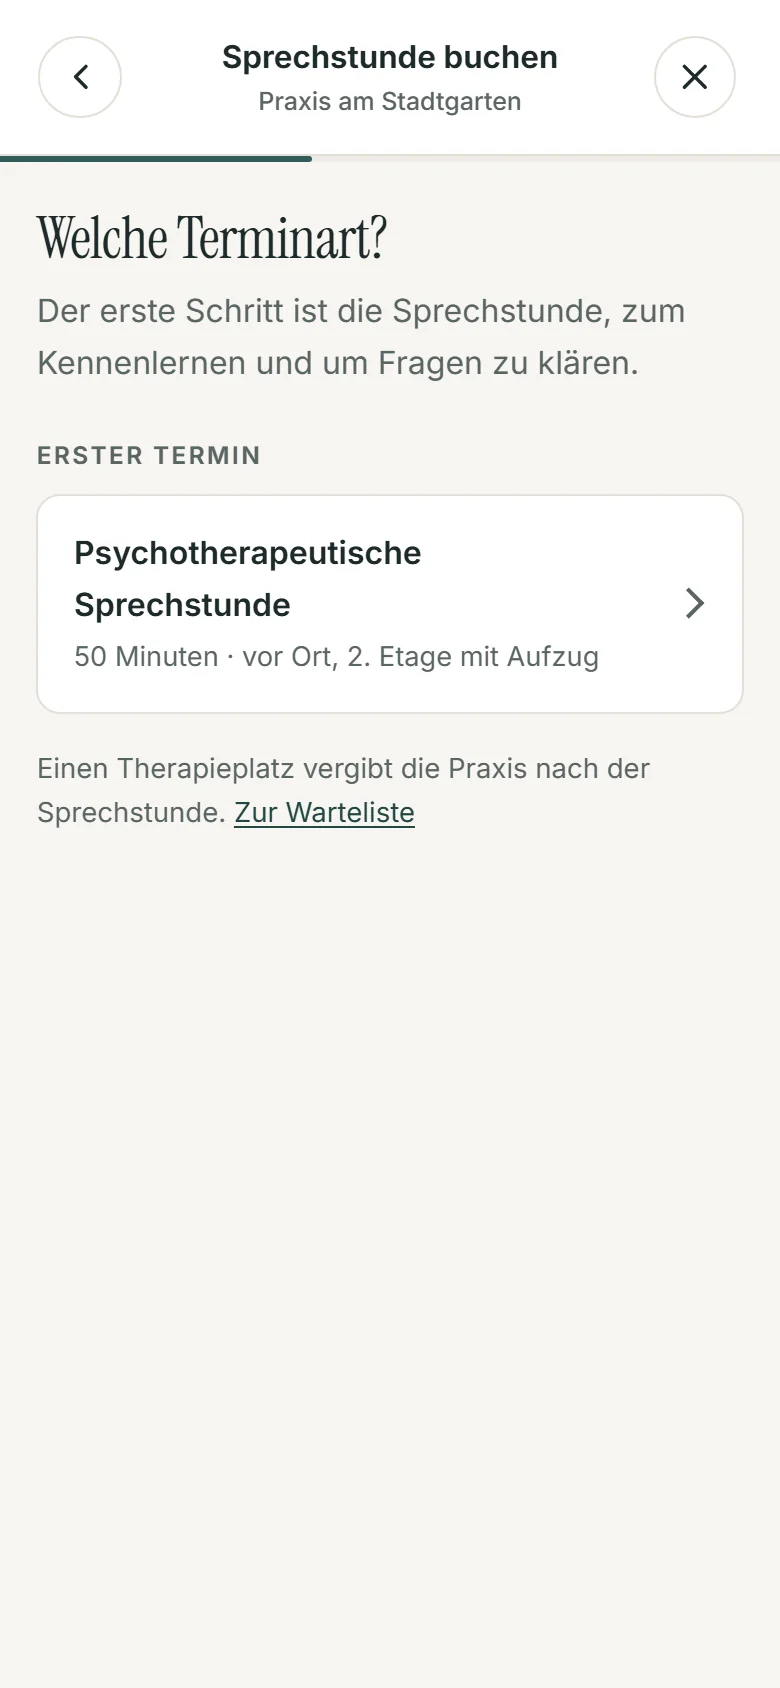 Sprechstunde buchen
Praxis am Stadtgarten
Welche Terminart?
Der erste Schritt ist die Sprechstunde, zum
Kennenlernen und um Fragen zu klären.
ERSTER TERMIN
Psychotherapeutische
Sprechstunde
50 Minuten · vor Ort, 2. Etage mit Aufzug
Einen Therapieplatz vergibt die Praxis nach der
Sprechstunde. Zur Warteliste